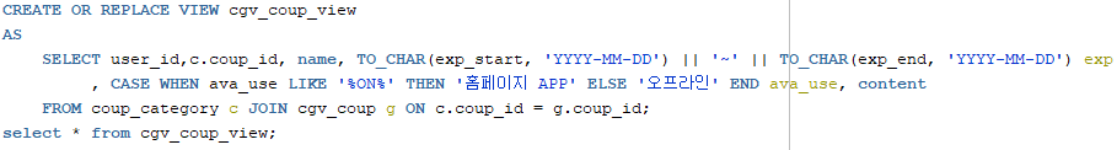 CREATE OR REPLACE VIEW cgv_coup_view
AS
SELECT user_id,c.coup_id, name, TO_CHAR(exp_start, 'YYYY-MM-DD') || '~' || TO_CHAR(exp_end, 'YYYY-MM-DD') exp
, CASE WHEN ava_use LIKE '%ON%' THEN '홈페이지 APP' ELSE '오프라인' END ava_use, content
FROM coup_category c JOIN cgv_coup g ON c.coup_id = g.coup_id;
select * from cgv_coup_view;